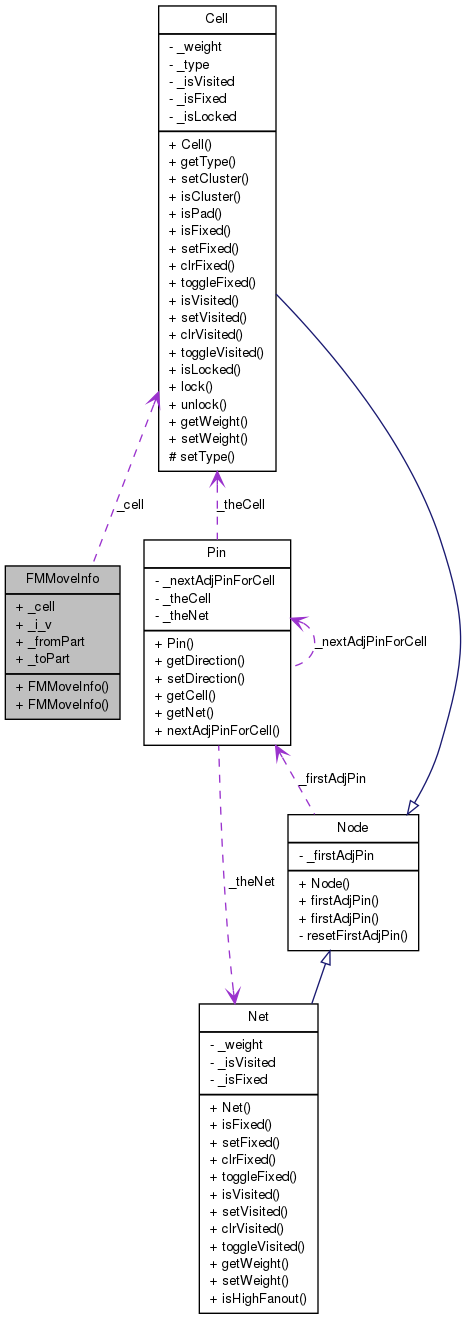 Cell
- _weight
- _type
- _isVisited
- _isFixed
- _isLocked
+ Cell()
+ getType()
+ setCluster()
+ isCluster()
+ isPad()
+ isFixed()
+ setFixed()
+ clrFixed()
+ toggleFixed()
+ isVisited()
+ setVisited()
+ clrVisited()
+ toggleVisited()
+ isLocked()
+ lock()
+ unlock()
+ getWeight()
+ setWeight()
# setType()
_cell
_theCell
FMMoveInfo
+ _cell
+ _i_v
+ _fromPart
+ _toPart
+ FMMoveInfo()
+ FMMoveInfo()
Pin
- _nextAdjPinForCell
- _theCell
- _theNet
+ Pin()
+ getDirection()
+ setDirection()
+ getCell()
+ getNet()
+ nextAdjPinForCell()
_nextAdjPinForCell
_firstAdjPin
Node
- _firstAdjPin
+ Node()
+ firstAdjPin()
+ firstAdjPin()
- resetFirstAdjPin()
_theNet
Net
- _weight
- _isVisited
- _isFixed
+ Net()
+ isFixed()
+ setFixed()
+ clrFixed()
+ toggleFixed()
+ isVisited()
+ setVisited()
+ clrVisited()
+ toggleVisited()
+ getWeight()
+ setWeight()
+ isHighFanout()